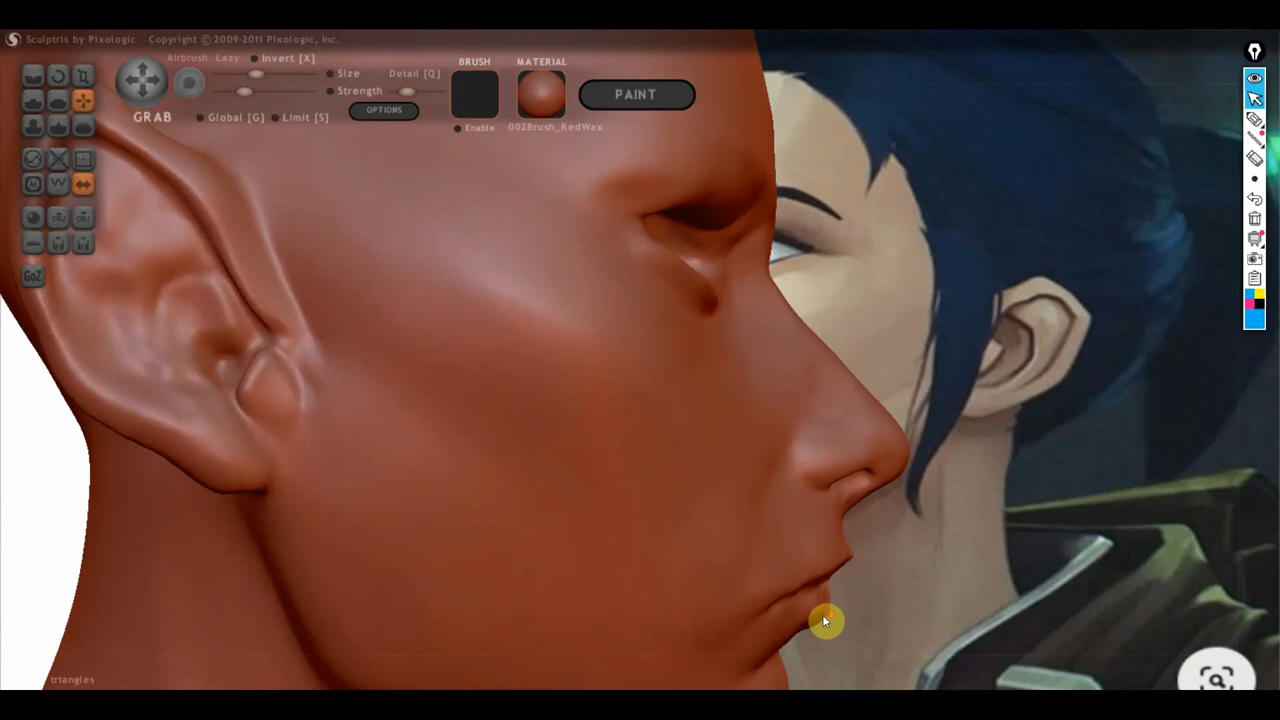 Sculptris by Pixologic Copyright © 2009-2011 Pixologic, Inc.
Airbrush Lazy Invert [X]
BRUSH
MATERIAL
Size
Detail [Q]
Strength
PAINT
OPTIONS
GRAB
Global [G] Limit [S]
Enable
00ZBrush_RedWax
GoZ
triangles